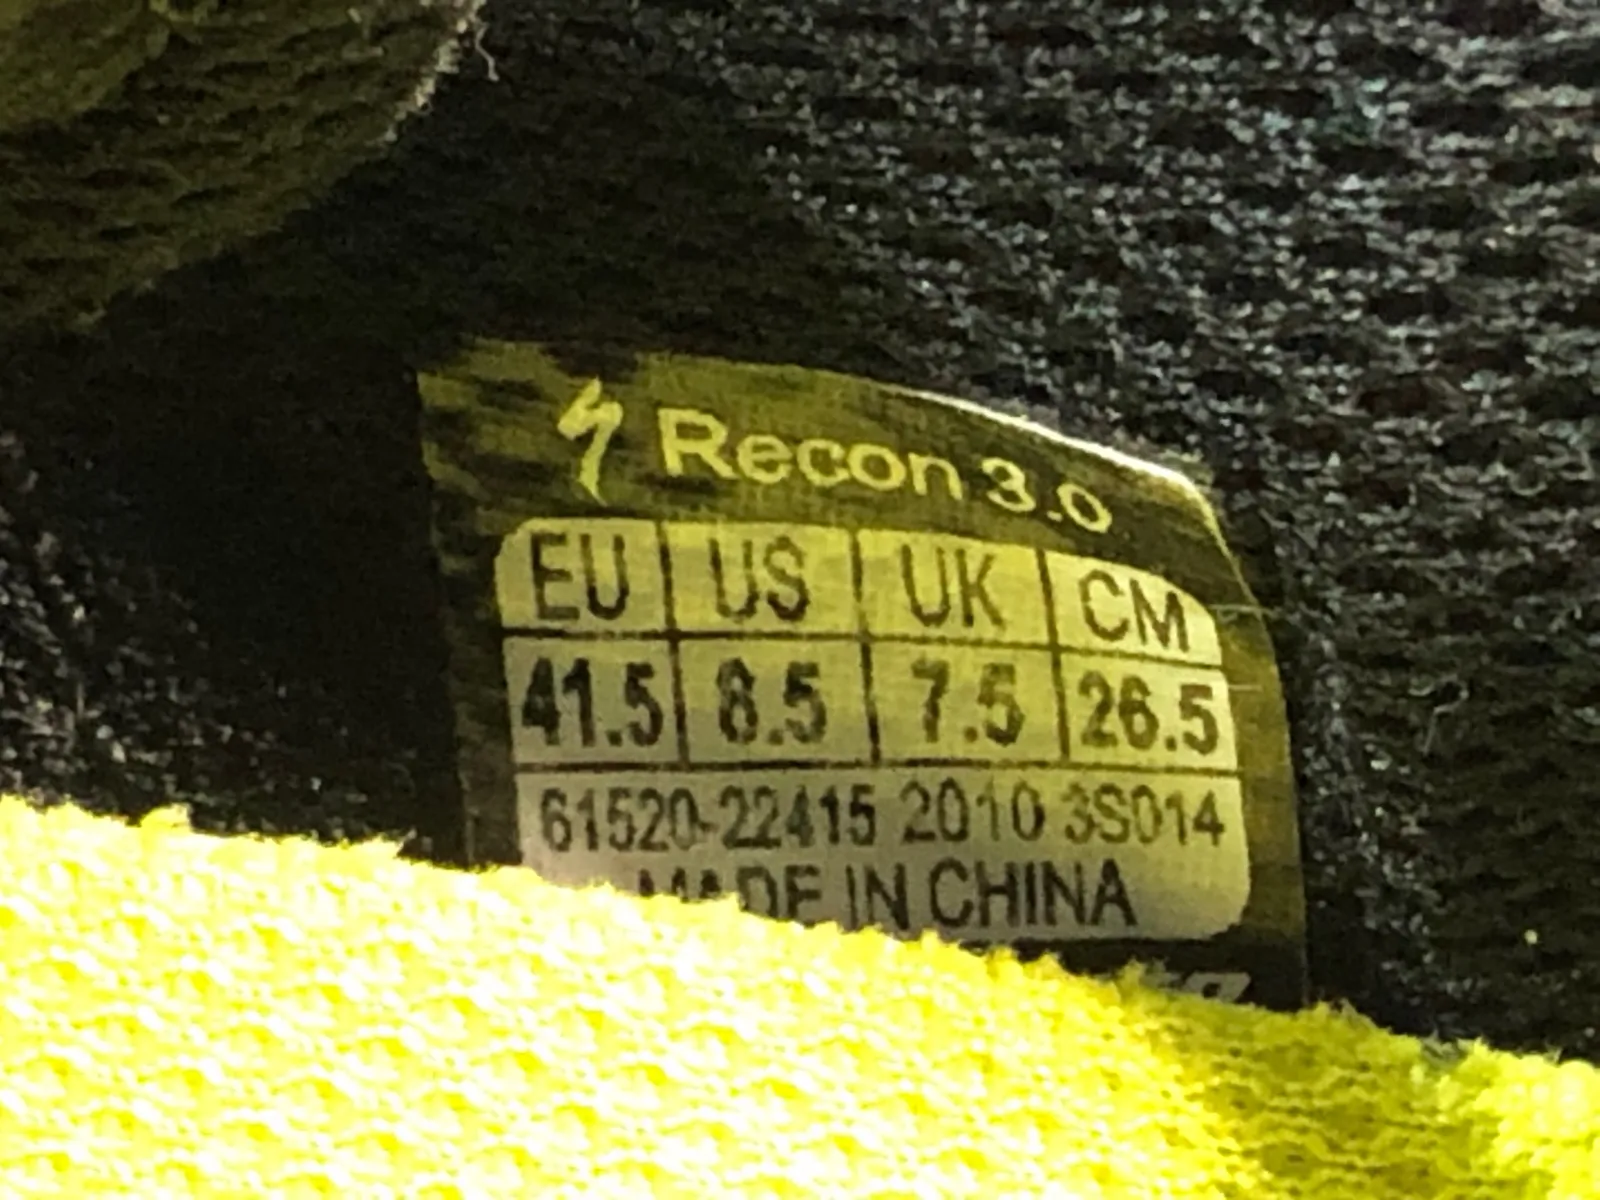 Recon 3.0
EU US UK CM
41.5 8.5 7.5 26.5
61520-22415 2010 3S014
MADE IN CHINA